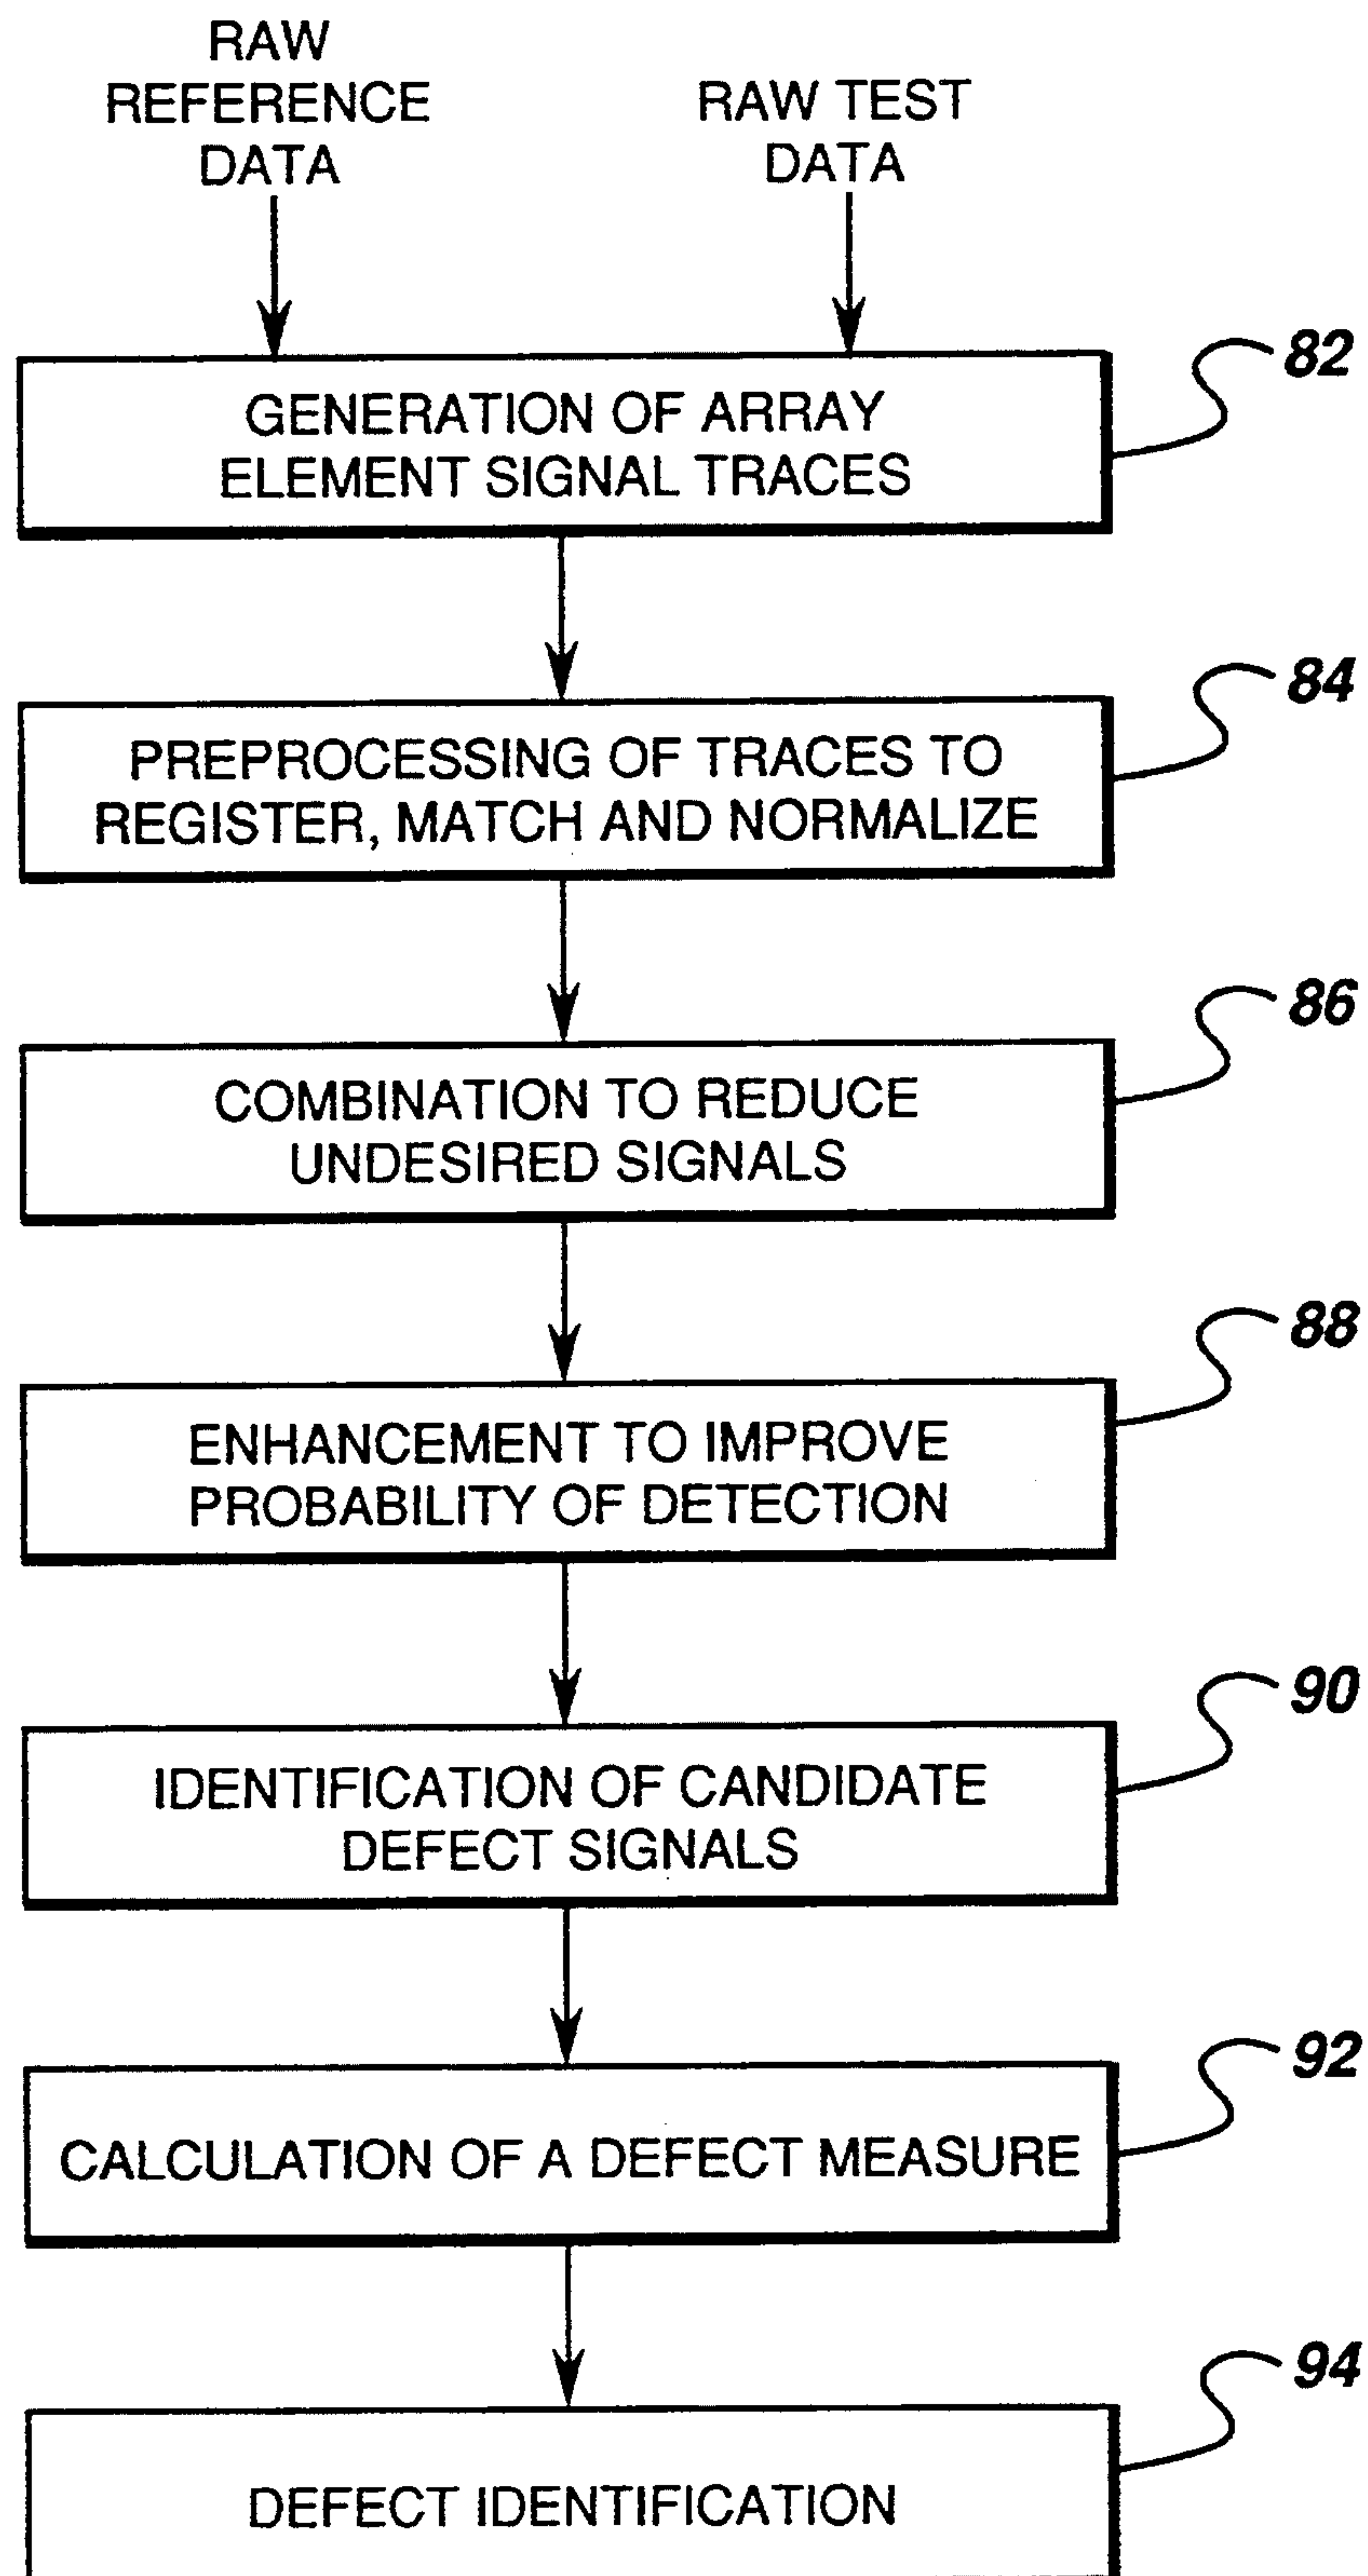 RAW
REFERENCE
DATA
RAW TEST
DATA
82
GENERATION OF ARRAY
ELEMENT SIGNAL TRACES
84
PREPROCESSING OF TRACES TO
REGISTER, MATCH AND NORMALIZE
86
COMBINATION TO REDUCE
UNDESIRED SIGNALS
88
ENHANCEMENT TO IMPROVE
PROBABILITY OF DETECTION
90
IDENTIFICATION OF CANDIDATE
DEFECT SIGNALS
92
CALCULATION OF A DEFECT MEASURE
94
DEFECT IDENTIFICATION